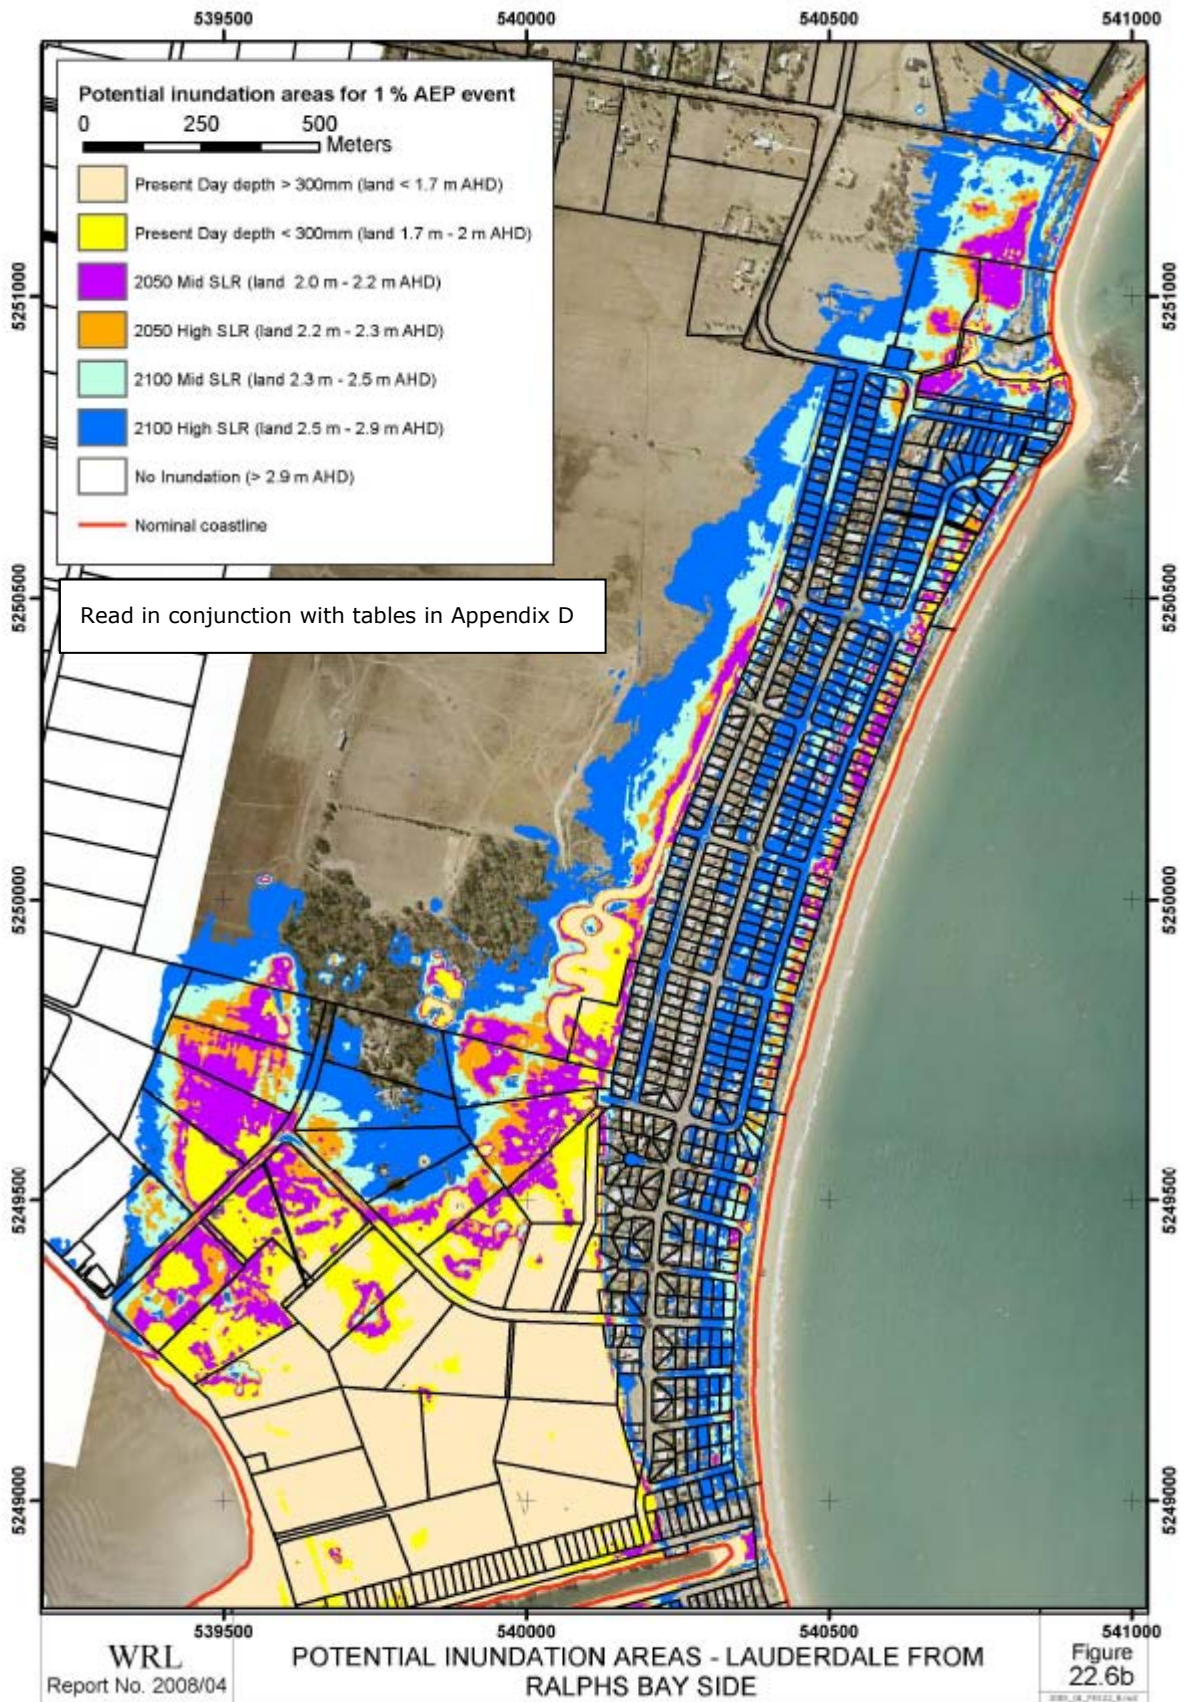 539500 540000 540500 541000
Potential inundation areas for 1 % AEP event
0 250 500
Meters
Present Day depth > 300mm (land < 1.7 m AHD)
Present Day depth < 300mm (land 1.7 m - 2 m AHD)
2050 Mid SLR (land 2.0 m - 2.2 m AHD)
2050 High SLR (land 2.2 m - 2.3 m AHD)
2100 Mid SLR (land 2.3 m - 2.5 m AHD)
2100 High SLR (land 2.5 m - 2.9 m AHD)
No Inundation (> 2.9 m AHD)
Nominal coastline
Read in conjunction with tables in Appendix D
5251000 5251000
5250500 5250500
5250000 5250000
5249500 5249500
5249000 5249000
539500 540000 540500 541000
WRL
Report No. 2008/04
POTENTIAL INUNDATION AREAS - LAUDERDALE FROM
RALPHS BAY SIDE
Figure
22.6b